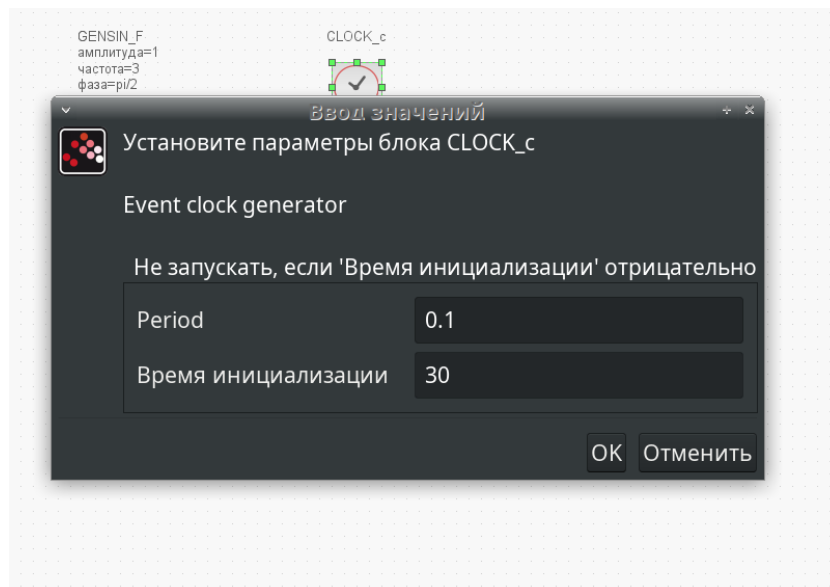 GENSIN_F
амплитуда=1
частота=3
фаза=pi/2
CLOCK_c
Ввод значений
Установите параметры блока CLOCK_c
Event clock generator
Не запускать, если 'Время инициализации' отрицательно
Period 0.1
Время инициализации 30
OK Отменить